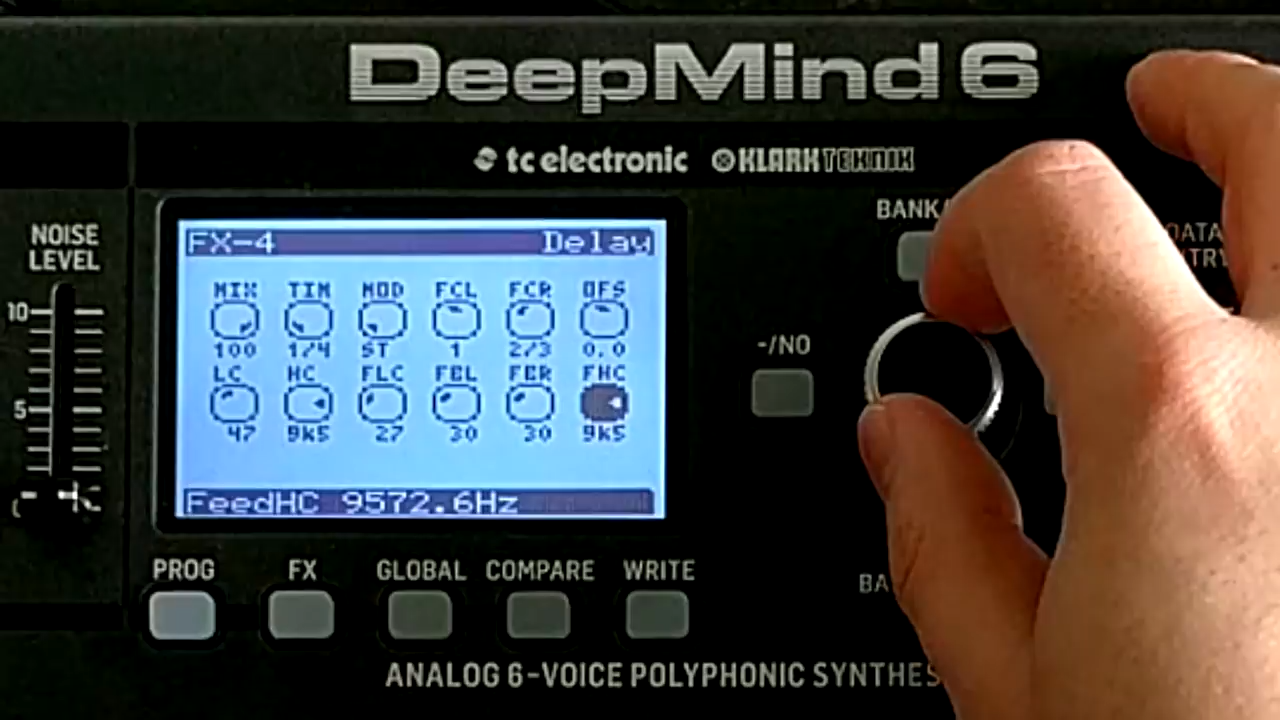 DeepMind 6
tc electronic KLARK TEKNIK
NOISE
LEVEL
10
5
FX-4 Delay
MIX TIM MOD FCL FCR OFS
100 1/4 ST 1 2/3 0.0
LC HC FLC FBL FBR FHC
47 9k5 27 30 30 9k5
FeedHC 9572.6Hz
BANK/
DATA
-/NO
PROG FX GLOBAL COMPARE WRITE
BA
ANALOG 6-VOICE POLYPHONIC SYNTHES